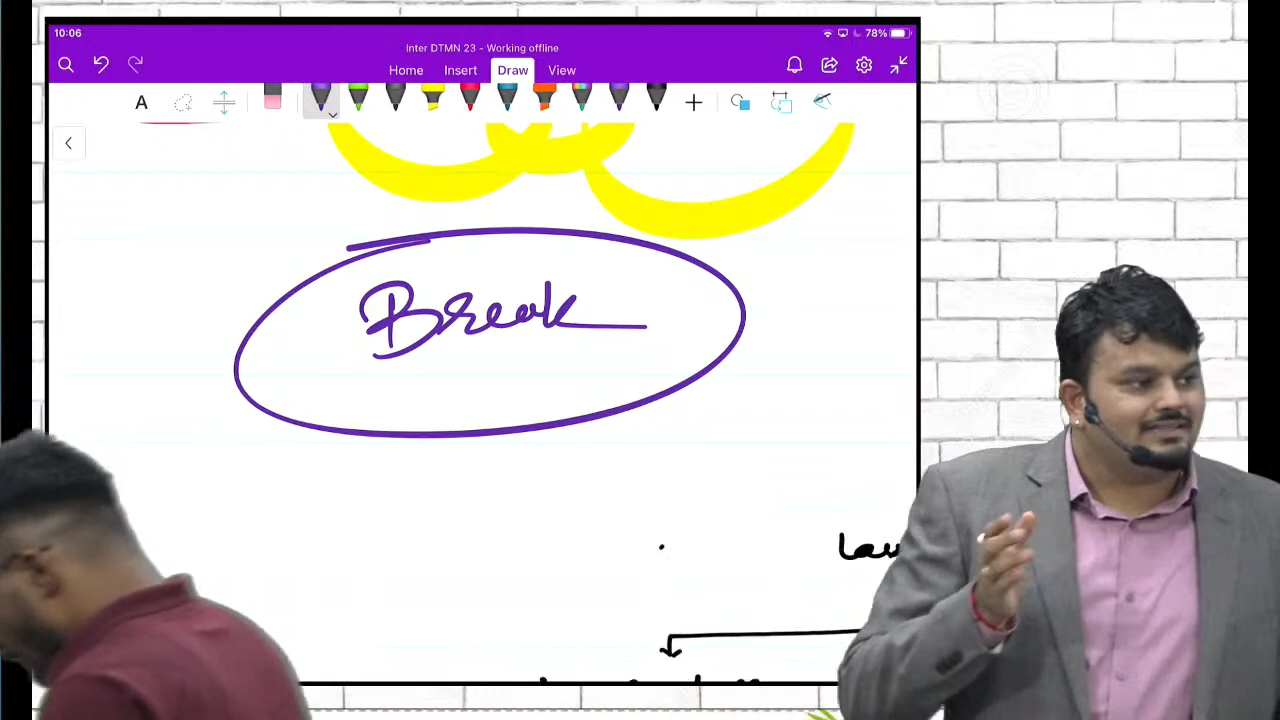 10:06
78%
Inter DTMN 23 - Working offline
Home Insert Draw View
A
Break